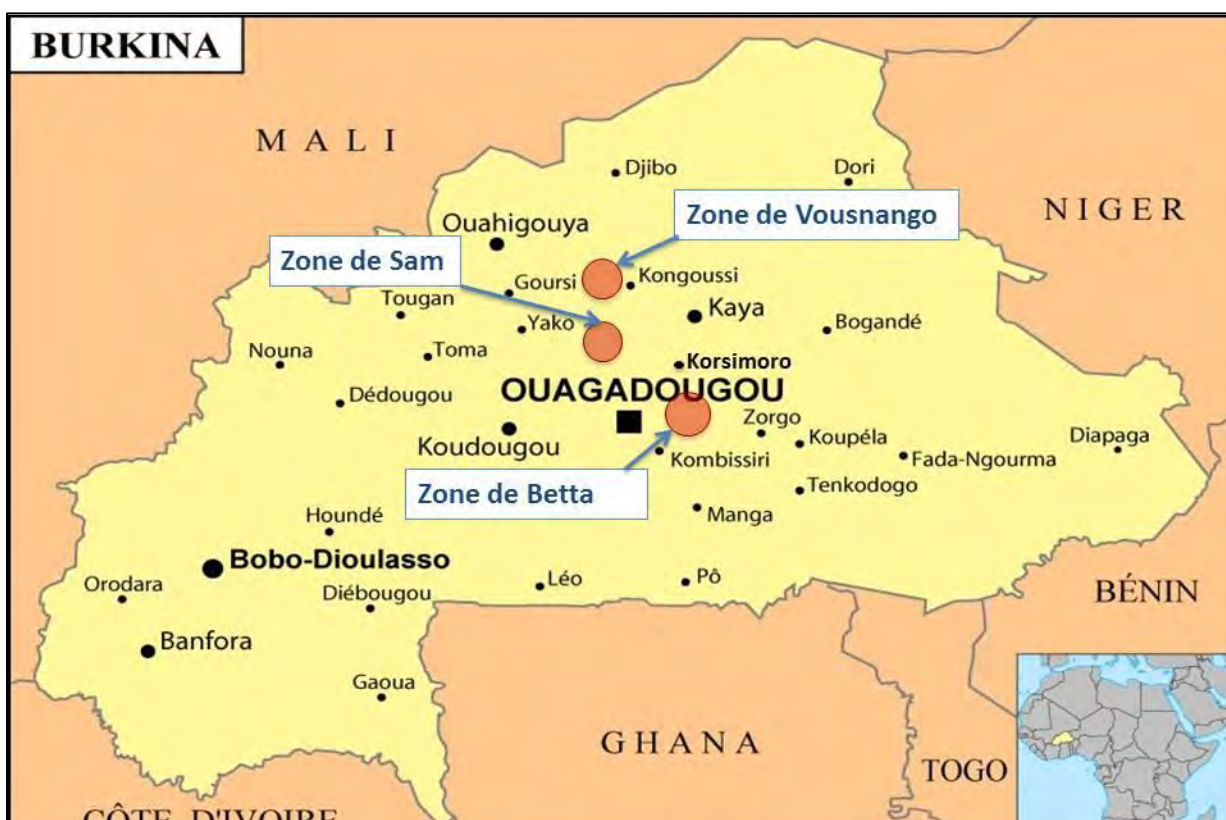 BURKINA
MALI
Djibo
Dori
NIGER
Zone de Vousnango
Ouahigouya
Zone de Sam
Goursi
Kongoussi
Tougan
Kaya
Yako
Bogandé
Nouna
Toma
Korsimoro
OUAGADOUGOU
Dédougou
Zorgo
Koudougou
Koupéla
Diapaga
Kombissiri
Fada-Ngourma
Zone de Betta
Tenkodogo
Houndé
Manga
Bobo-Dioulasso
Orodara
Diébougou
Léo
Pô
BÉNIN
Banfora
Gaoua
GHANA
TOGO
CÔTE D'IVOIRE